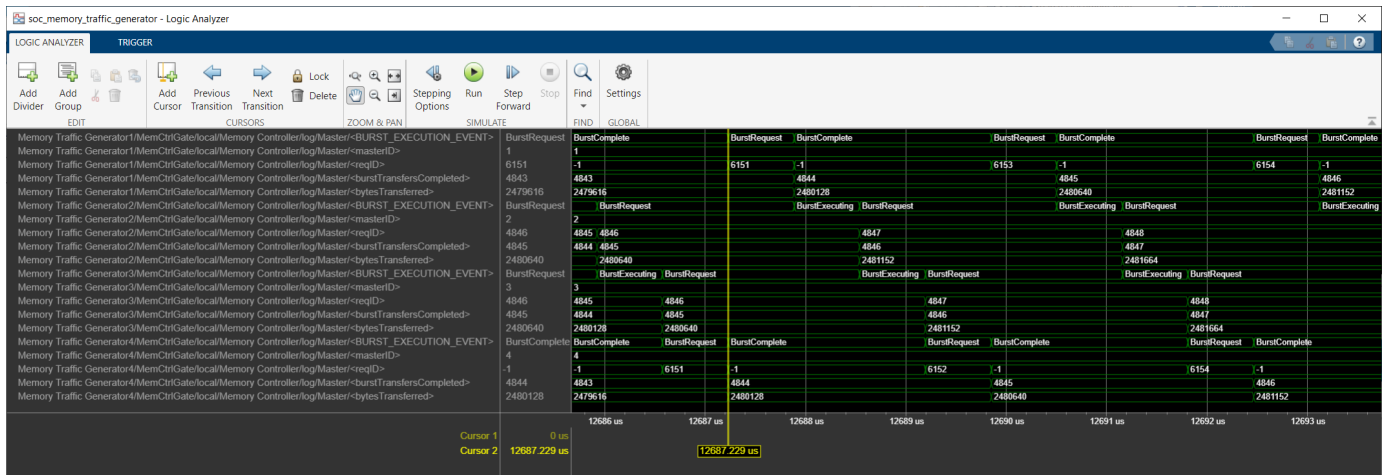 soc_memory_traffic_generator - Logic Analyzer
LOGIC ANALYZER TRIGGER
Add Divider Add Group Add Cursor Previous Transition Next Transition Lock Delete Stepping Options Run Step Forward Stop Find Settings
EDIT CURSORS ZOOM & PAN SIMULATE FIND GLOBAL
Memory Traffic Generator1/MemCtrlGate/local/Memory Controller/log/Master/<BURST_EXECUTION_EVENT> BurstRequest BurstComplete BurstRequest BurstComplete BurstRequest BurstComplete BurstRequest BurstComplete
Memory Traffic Generator1/MemCtrlGate/local/Memory Controller/log/Master/<masterID> 1 1
Memory Traffic Generator1/MemCtrlGate/local/Memory Controller/log/Master/<reqID> 6151 -1 6151 -1 6153 -1 6154 -1
Memory Traffic Generator1/MemCtrlGate/local/Memory Controller/log/Master/<burstTransfersCompleted> 4843 4843 4844 4845 4846
Memory Traffic Generator1/MemCtrlGate/local/Memory Controller/log/Master/<bytesTransferred> 2479616 2479616 2480128 2480640 2481152
Memory Traffic Generator2/MemCtrlGate/local/Memory Controller/log/Master/<BURST_EXECUTION_EVENT> BurstRequest BurstRequest BurstExecuting BurstRequest BurstExecuting BurstRequest BurstExecuting
Memory Traffic Generator2/MemCtrlGate/local/Memory Controller/log/Master/<masterID> 2 2
Memory Traffic Generator2/MemCtrlGate/local/Memory Controller/log/Master/<reqID> 4846 4845 4846 4847 4848
Memory Traffic Generator2/MemCtrlGate/local/Memory Controller/log/Master/<burstTransfersCompleted> 4845 4844 4845 4846 4847
Memory Traffic Generator2/MemCtrlGate/local/Memory Controller/log/Master/<bytesTransferred> 2480640 2480640 2481152 2481664
Memory Traffic Generator3/MemCtrlGate/local/Memory Controller/log/Master/<BURST_EXECUTION_EVENT> BurstRequest BurstExecuting BurstRequest BurstExecuting BurstRequest BurstExecuting BurstRequest
Memory Traffic Generator3/MemCtrlGate/local/Memory Controller/log/Master/<masterID> 3 3
Memory Traffic Generator3/MemCtrlGate/local/Memory Controller/log/Master/<reqID> 4846 4845 4846 4847 4848
Memory Traffic Generator3/MemCtrlGate/local/Memory Controller/log/Master/<burstTransfersCompleted> 4845 4844 4845 4846 4847
Memory Traffic Generator3/MemCtrlGate/local/Memory Controller/log/Master/<bytesTransferred> 2480640 2480128 2480640 2481152 2481664
Memory Traffic Generator4/MemCtrlGate/local/Memory Controller/log/Master/<BURST_EXECUTION_EVENT> BurstComplete BurstComplete BurstRequest BurstComplete BurstRequest BurstComplete BurstRequest BurstComplete
Memory Traffic Generator4/MemCtrlGate/local/Memory Controller/log/Master/<masterID> 4 4
Memory Traffic Generator4/MemCtrlGate/local/Memory Controller/log/Master/<reqID> -1 -1 6151 -1 6152 -1 6154 -1
Memory Traffic Generator4/MemCtrlGate/local/Memory Controller/log/Master/<burstTransfersCompleted> 4844 4843 4844 4845 4846
Memory Traffic Generator4/MemCtrlGate/local/Memory Controller/log/Master/<bytesTransferred> 2480128 2479616 2480128 2480640 2481152
12686 us 12687 us 12688 us 12689 us 12690 us 12691 us 12692 us 12693 us
Cursor 1 0 us
Cursor 2 12687.229 us 12687.229 us